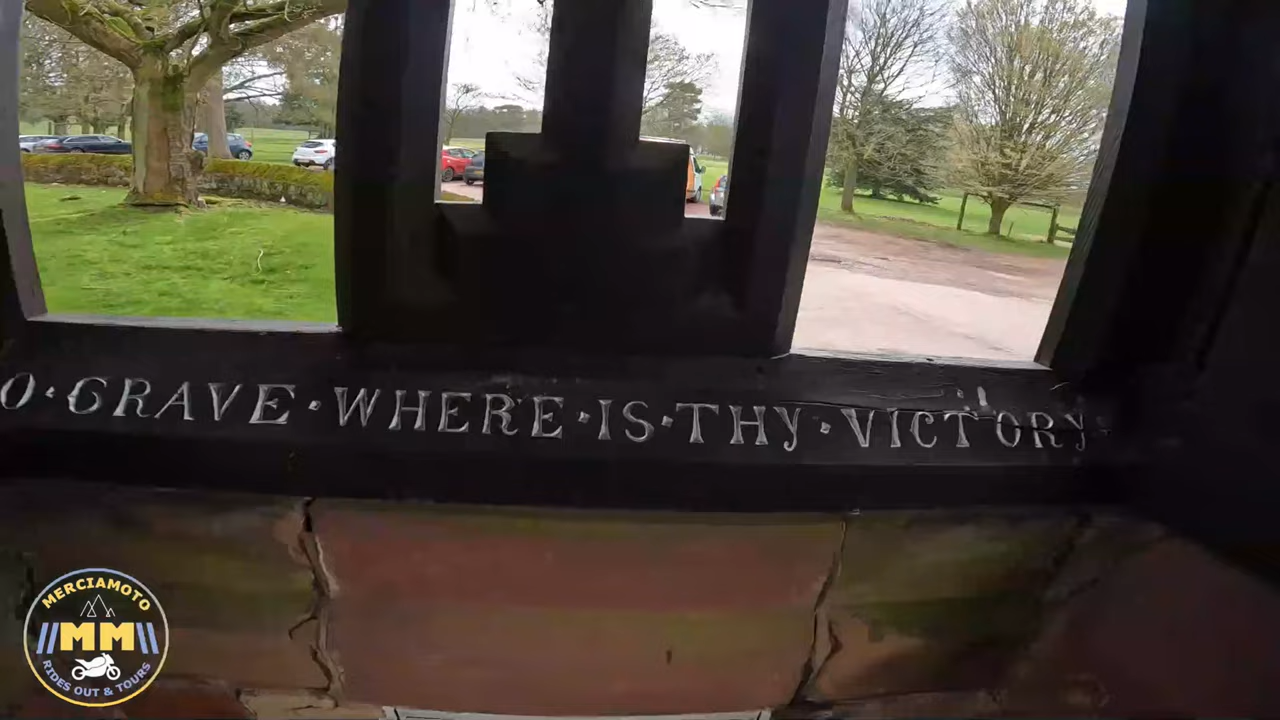 O·GRAVE·WHERE·IS·THY·VICTORY
MERCIAMOTO
MM
RIDES OUT & TOURS